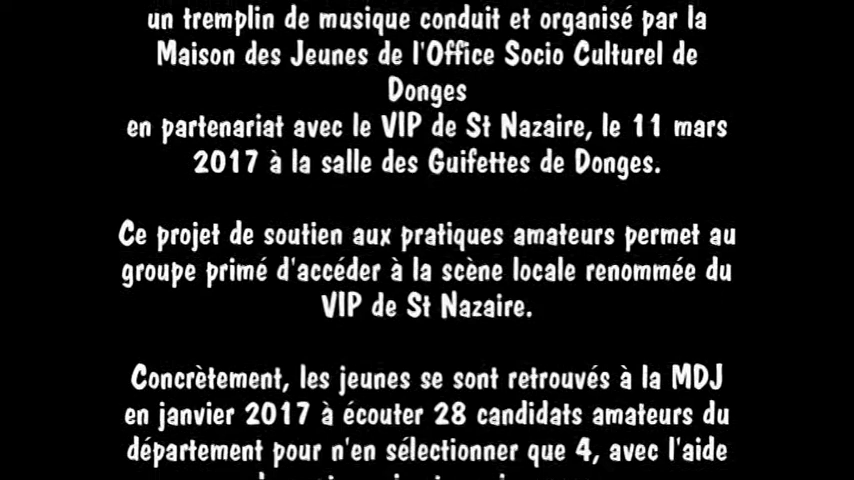 un tremplin de musique conduit et organisé par la
Maison des Jeunes de l'Office Socio Culturel de
Donges
en partenariat avec le VIP de St Nazaire, le 11 mars
2017 à la salle des Guifettes de Donges.
Ce projet de soutien aux pratiques amateurs permet au
groupe primé d'accéder à la scène locale renommée du
VIP de St Nazaire.
Concrètement, les jeunes se sont retrouvés à la MDJ
en janvier 2017 à écouter 28 candidats amateurs du
département pour n'en sélectionner que 4, avec l'aide